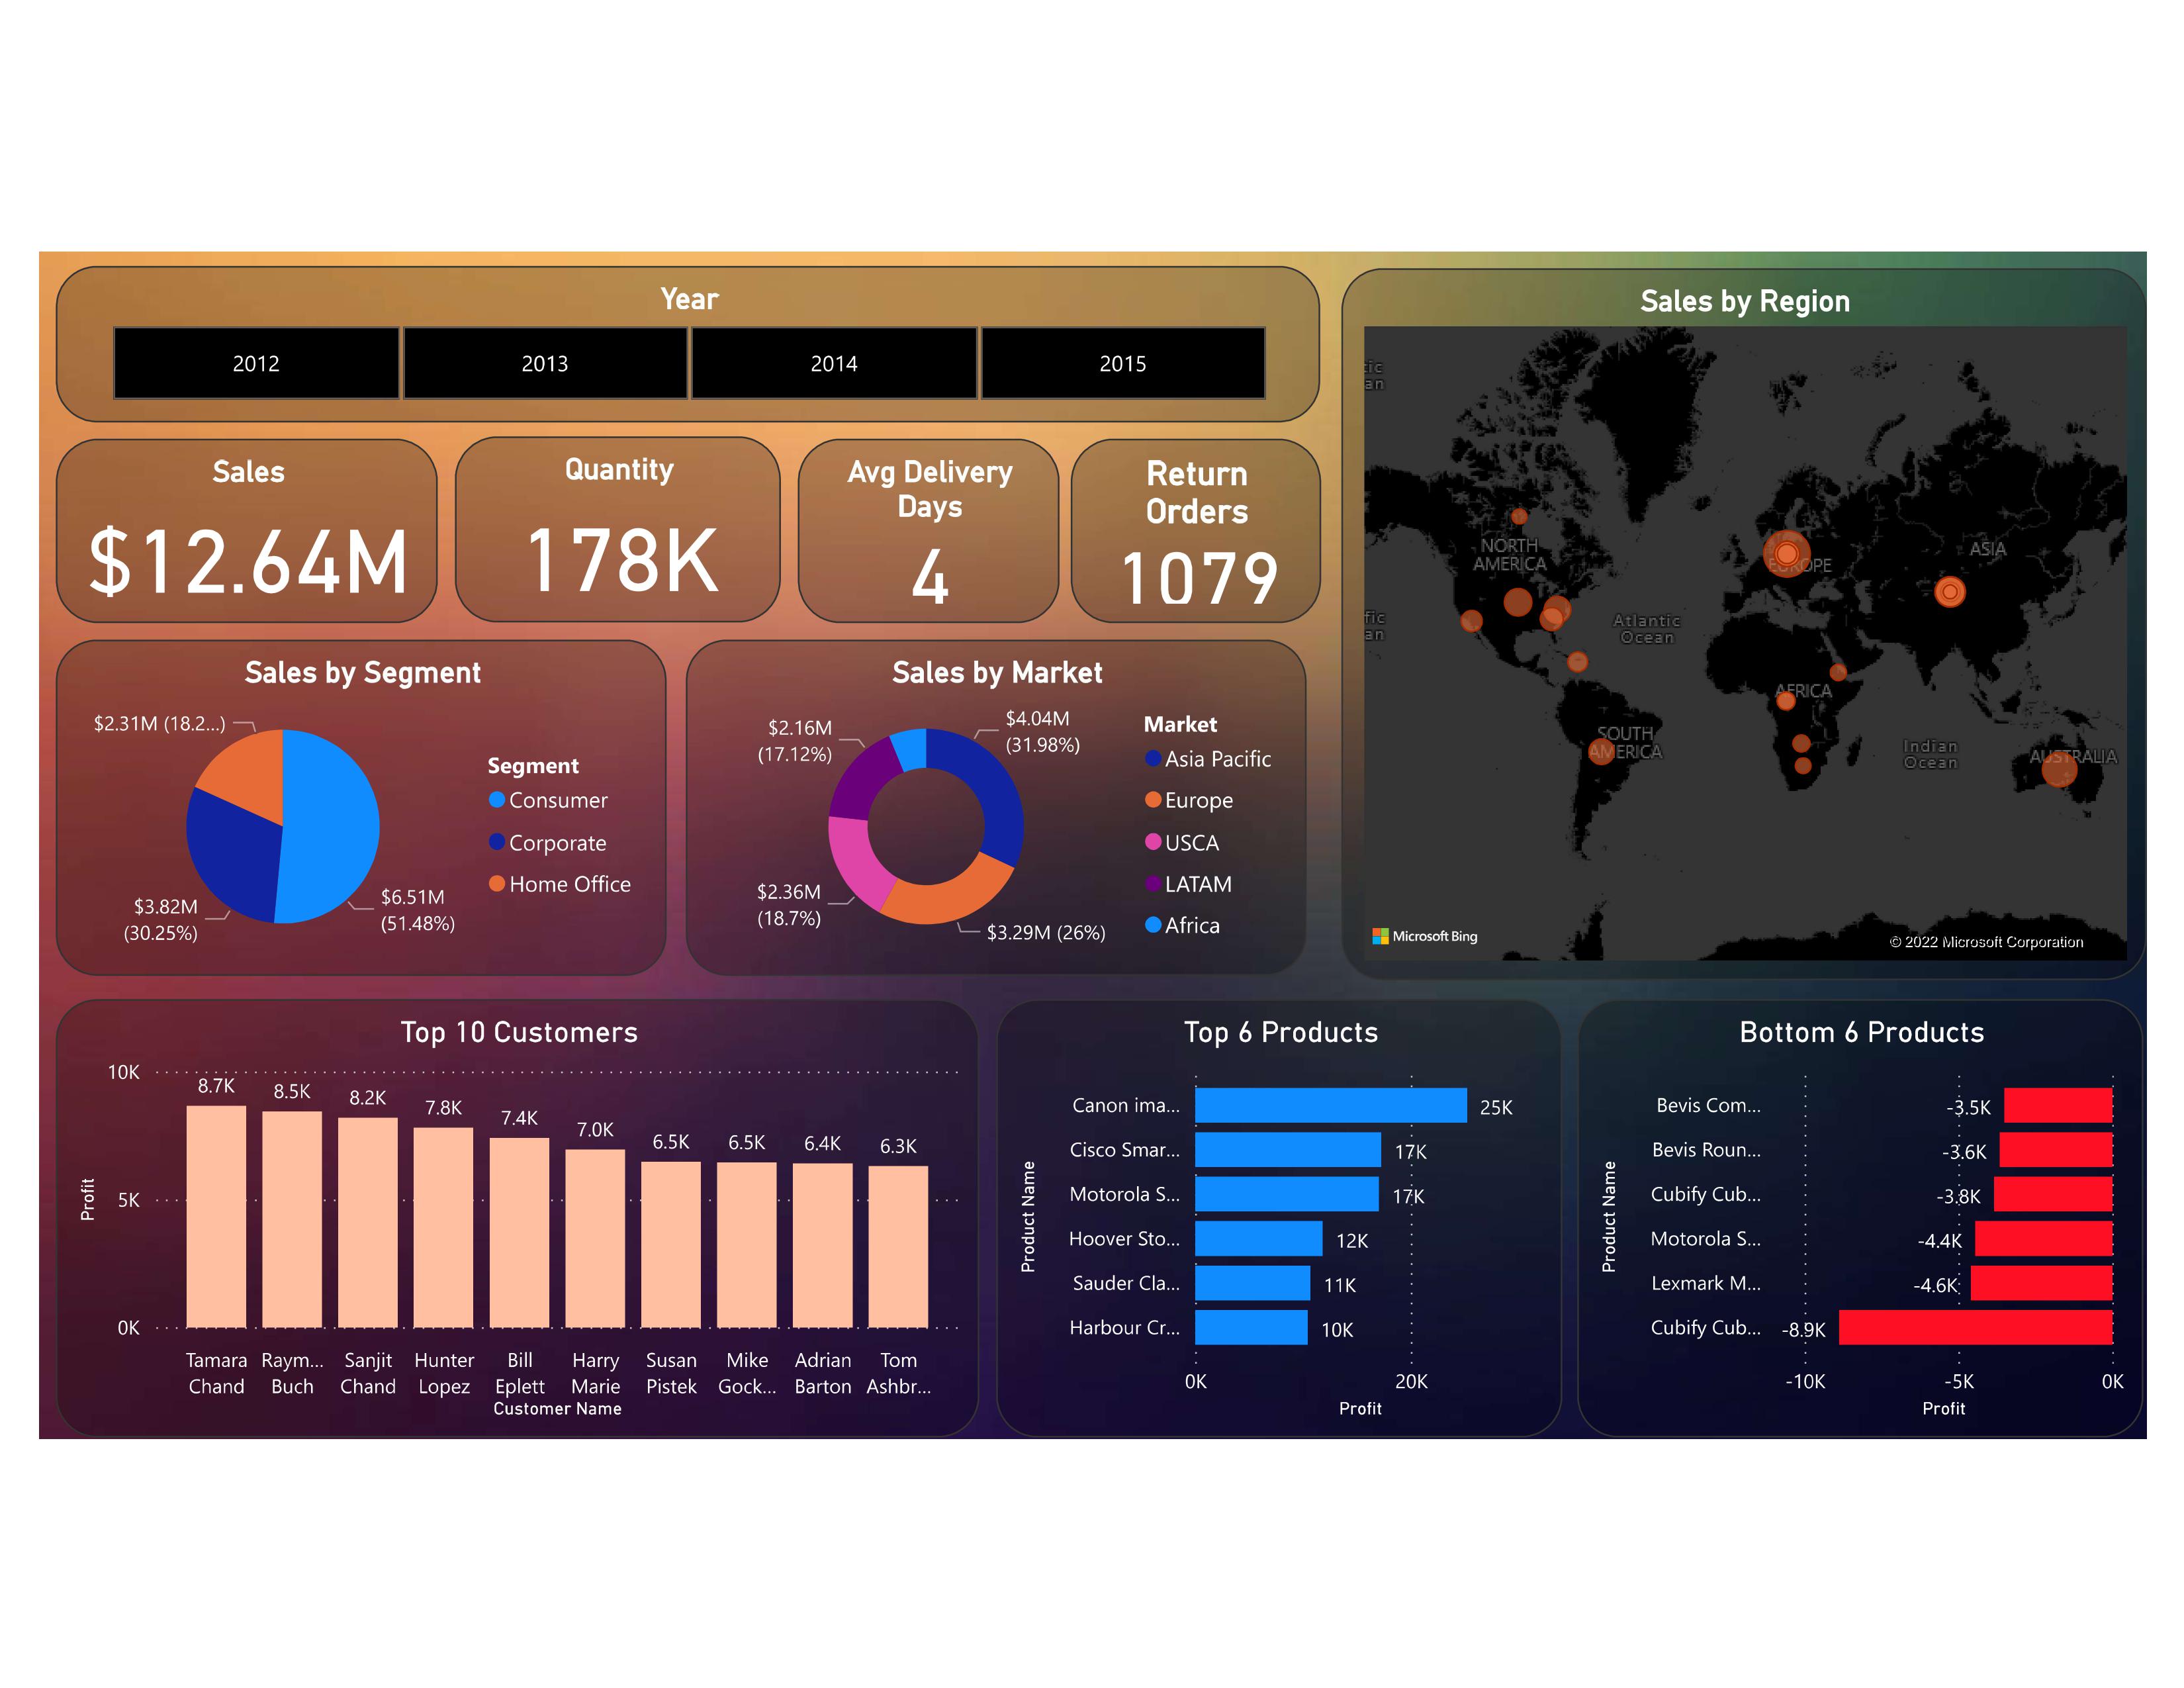 Year
2012
2013
2014
2015
Sales
$12.64M
Quantity
178K
Avg Delivery
Days
4
Return
Orders
1079
Sales by Segment
$2.31M (18.2...)
$3.82M
(30.25%)
$6.51M
(51.48%)
Segment
Consumer
Corporate
Home Office
Sales by Market
$2.16M
(17.12%)
$4.04M
(31.98%)
$2.36M
(18.7%)
$3.29M (26%)
Market
Asia Pacific
Europe
USCA
LATAM
Africa
Sales by Region
tic
an
NORTH
AMERICA
EUROPE
ASIA
fic
an
Atlantic
Ocean
AFRICA
SOUTH
AMERICA
Indian
Ocean
AUSTRALIA
Microsoft Bing
© 2022 Microsoft Corporation
Top 10 Customers
Profit
10K
5K
0K
8.7K
8.5K
8.2K
7.8K
7.4K
7.0K
6.5K
6.5K
6.4K
6.3K
Tamara
Chand
Raym...
Buch
Sanjit
Chand
Hunter
Lopez
Bill
Eplett
Harry
Marie
Susan
Pistek
Mike
Gock...
Adrian
Barton
Tom
Ashbr...
Customer Name
Top 6 Products
Product Name
Canon ima...
25K
Cisco Smar...
17K
Motorola S...
17K
Hoover Sto...
12K
Sauder Cla...
11K
Harbour Cr...
10K
0K
20K
Profit
Bottom 6 Products
Product Name
Bevis Com...
-3.5K
Bevis Roun...
-3.6K
Cubify Cub...
-3.8K
Motorola S...
-4.4K
Lexmark M...
-4.6K
Cubify Cub...
-8.9K
-10K
-5K
0K
Profit